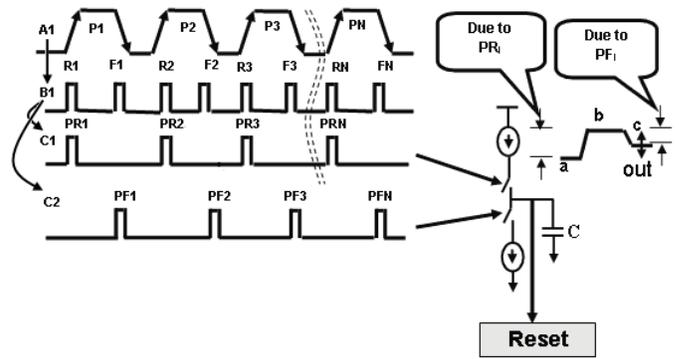 A1
P1 P2 P3 PN
R1 F1 R2 F2 R3 F3 RN FN
B1
C1
PR1 PR2 PR3 PRN
C2
PF1 PF2 PF3 PFN
Due to
PRi
Due to
PFi
b
c
a
out
C
Reset